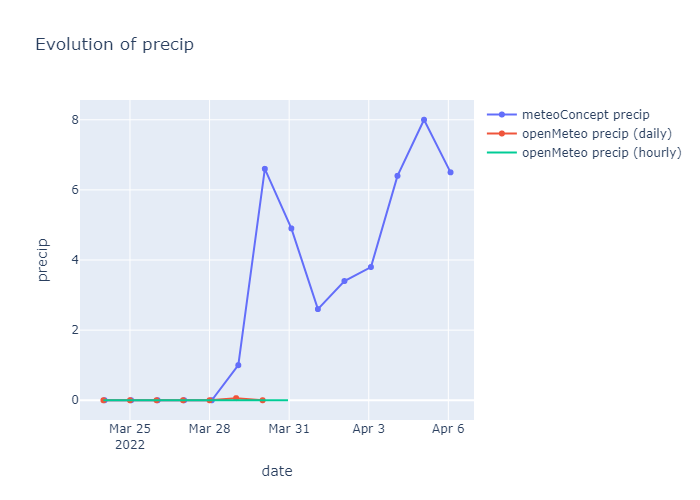 Evolution of precip
meteoConcept precip
openMeteo precip (daily)
openMeteo precip (hourly)
8
6
4
2
0
precip
Mar 25
2022
Mar 28
Mar 31
Apr 3
Apr 6
date